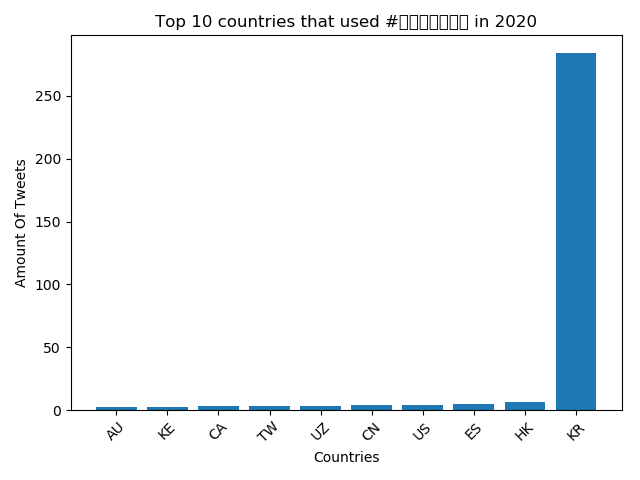 Top 10 countries that used # in 2020
Amount Of Tweets
250
200
150
100
50
0
AU KE CA TW UZ CN US ES HK KR
Countries